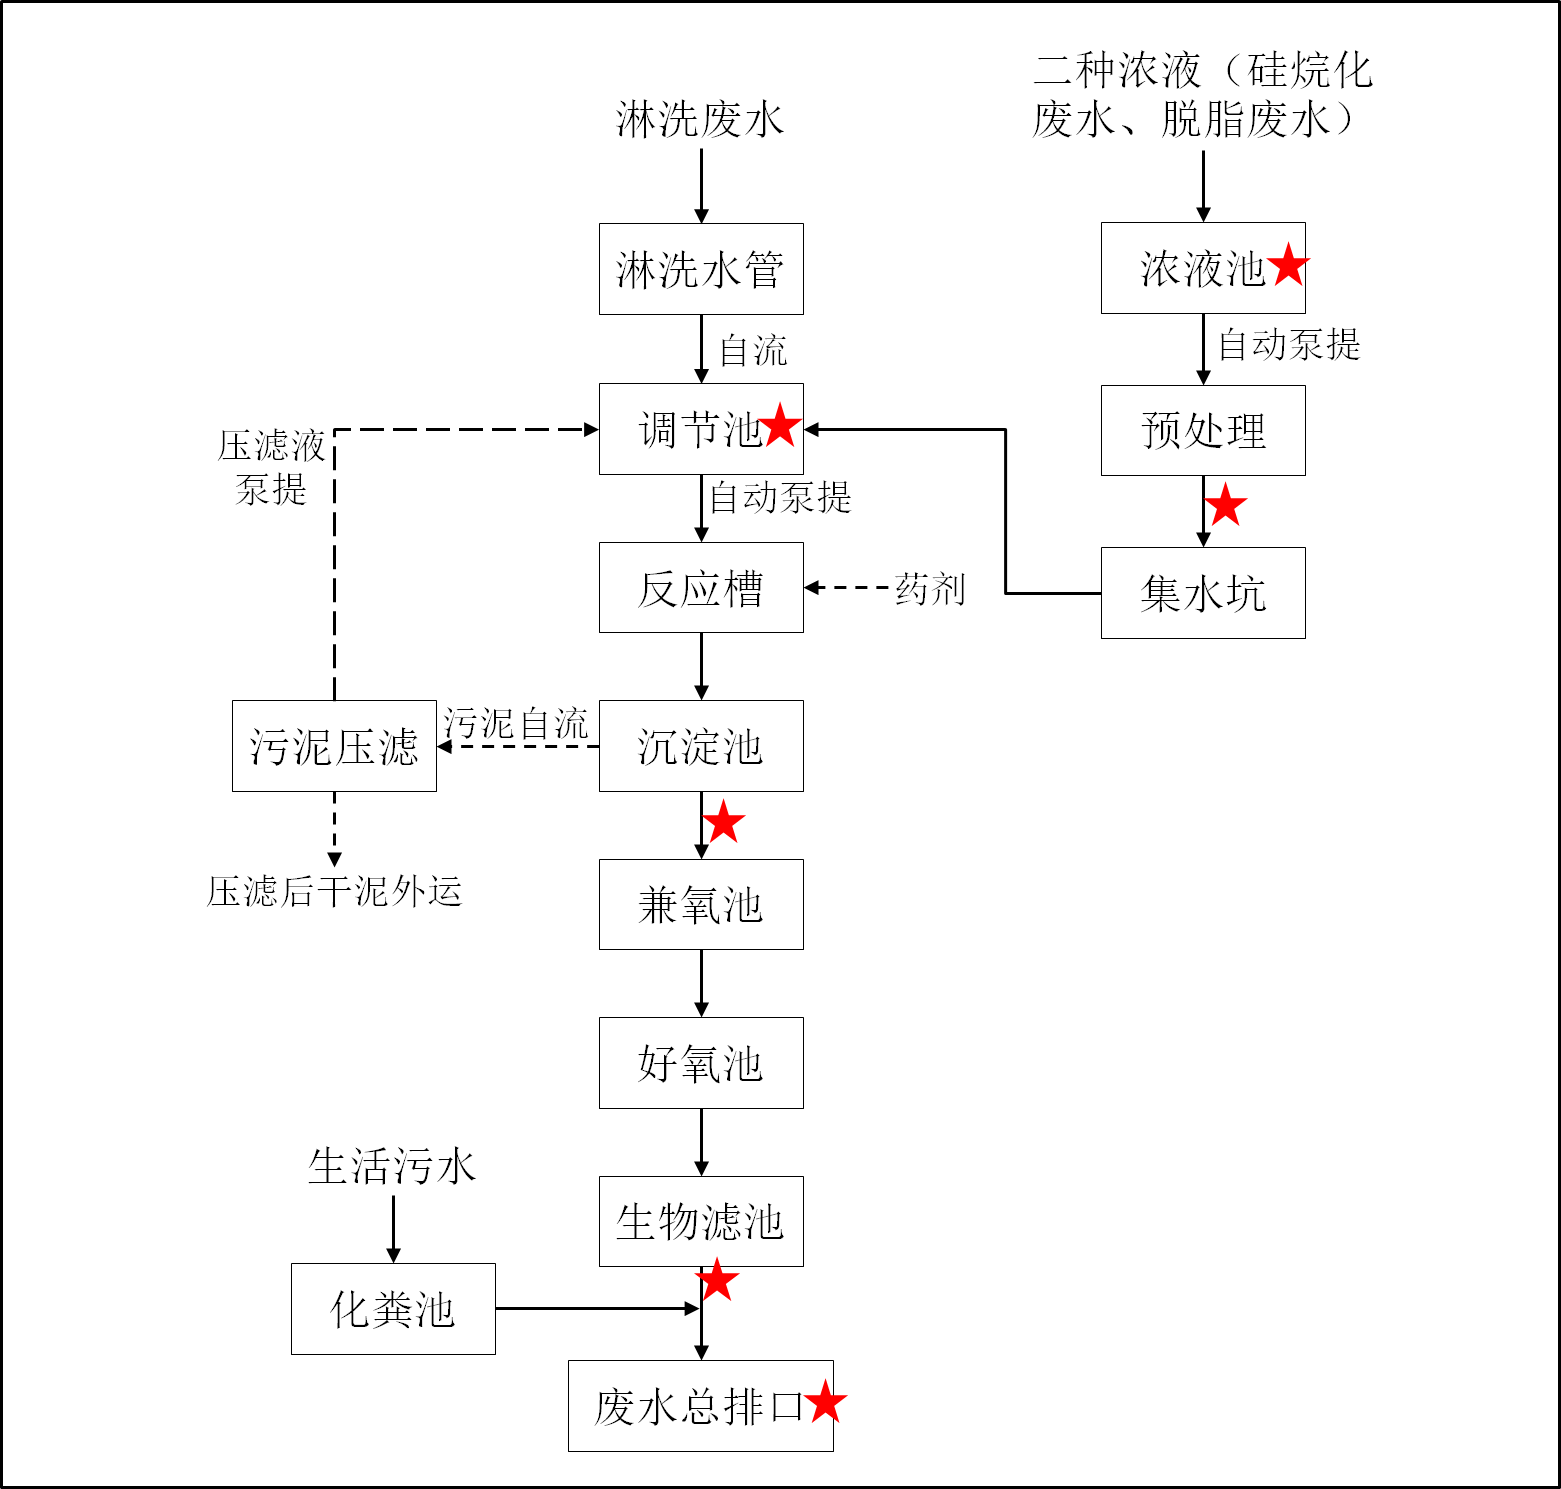 二种浓液（硅烷化
废水、脱脂废水）
淋洗废水
淋洗水管
浓液池
自流
自动泵提
调节池
预处理
压滤液
泵提
自动泵提
反应槽
药剂
集水坑
污泥压滤
污泥自流
沉淀池
压滤后干泥外运
兼氧池
好氧池
生活污水
生物滤池
化粪池
废水总排口